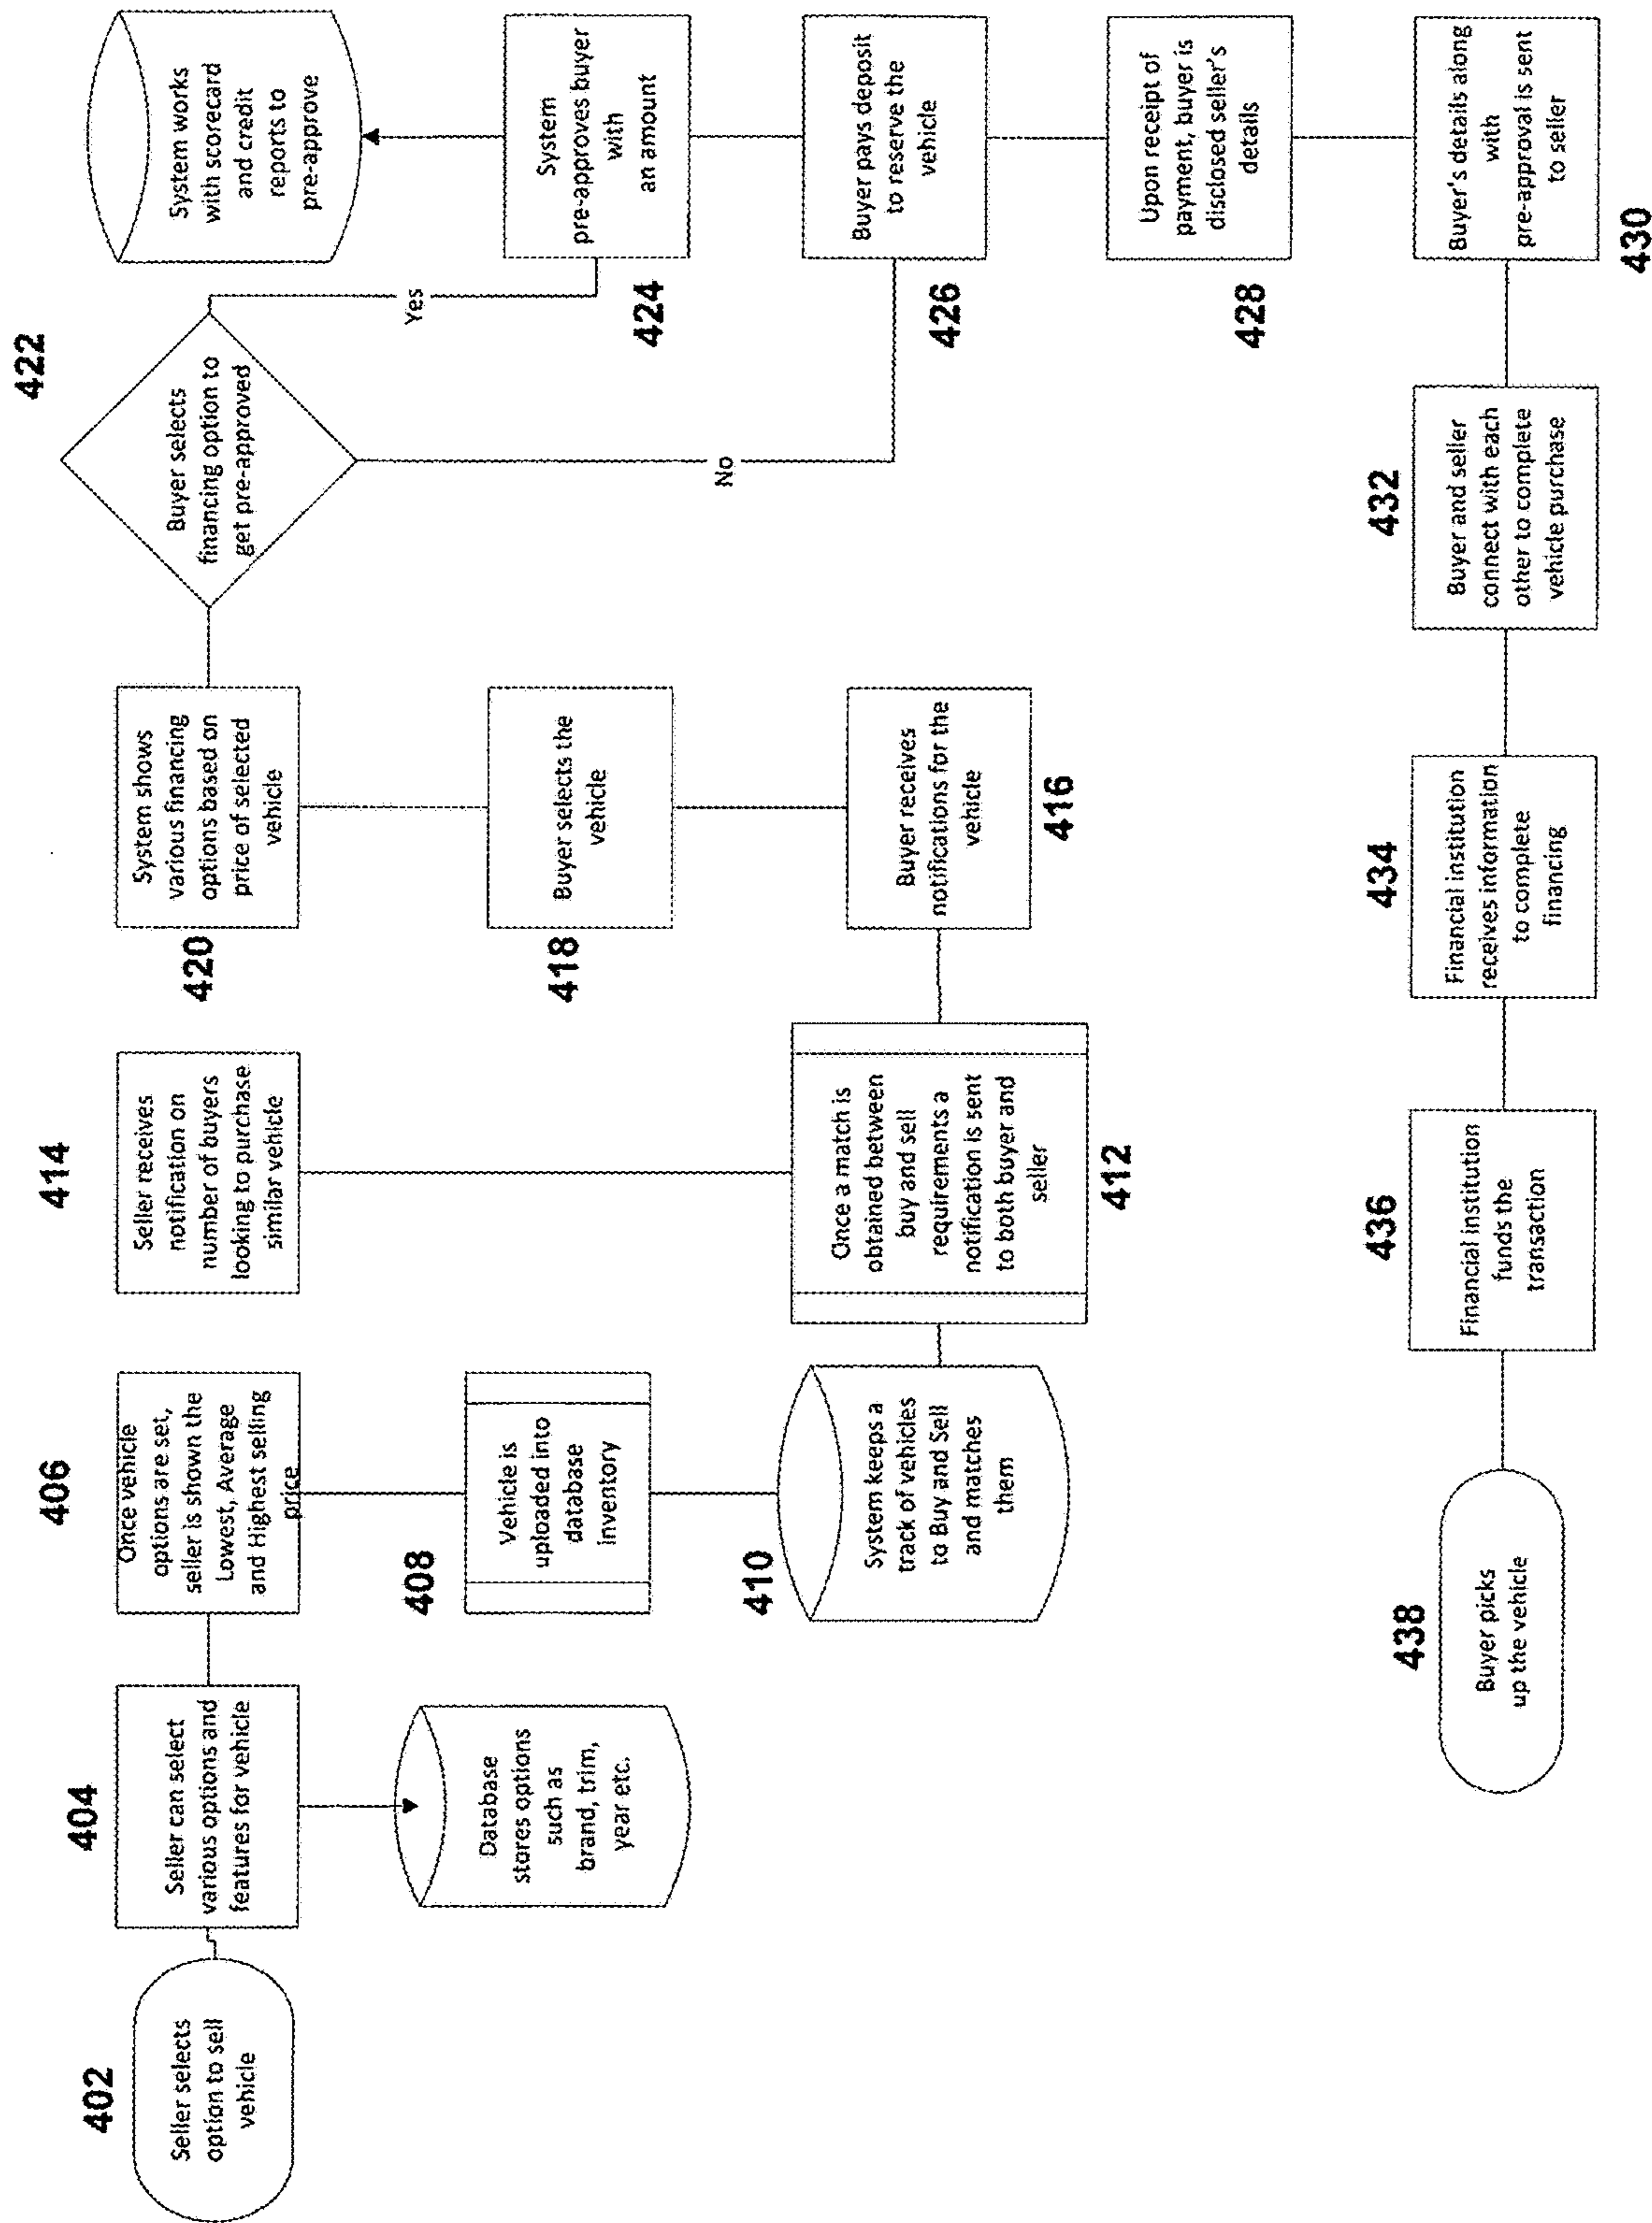 402
Seller selects
option to sell
vehicle
404
Seller can select
various options and
features for vehicle
Database
stores options
such as
brand, trim,
year etc.
406
Once vehicle
options are set,
seller is shown the
Lowest, Average
and Highest selling
price
408
Vehicle is
uploaded into
database
inventory
410
System keeps a
track of vehicles
to Buy and Sell
and matches
them
412
Once a match is
obtained between
buy and sell
requirements a
notification is sent
to both buyer and
seller
414
Seller receives
notification on
number of buyers
looking to purchase
similar vehicle
416
Buyer receives
notifications for the
vehicle
418
Buyer selects the
vehicle
420
System shows
various financing
options based on
price of selected
vehicle
422
Buyer selects
financing option to
get pre-approved
Yes
No
System works
with scorecard
and credit
reports to
pre-approve
424
System
pre-approves buyer
with
an amount
426
Buyer pays deposit
to reserve the
vehicle
428
Upon receipt of
payment, buyer is
disclosed seller's
details
430
Buyer's details along
with
pre-approval is sent
to seller
432
Buyer and seller
connect with each
other to complete
vehicle purchase
434
Financial institution
receives information
to complete
financing
436
Financial institution
funds the
transaction
438
Buyer picks
up the vehicle